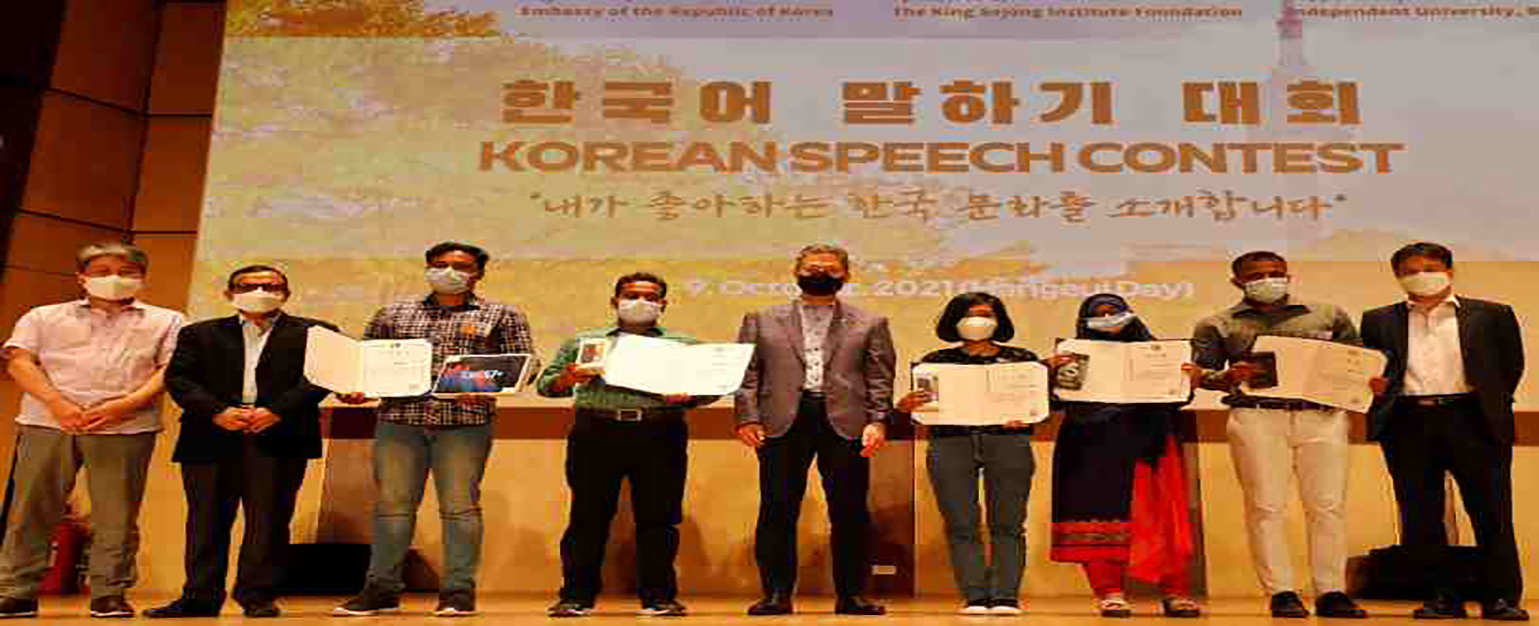 Embassy of the Republic of Korea
The King Sejong Institute Foundation
Independent University,
한국어 말하기 대회
KOREAN SPEECH CONTEST
"내가 좋아하는 한국 문화를 소개합니다"
9. October. 2021 (Hangeul Day)